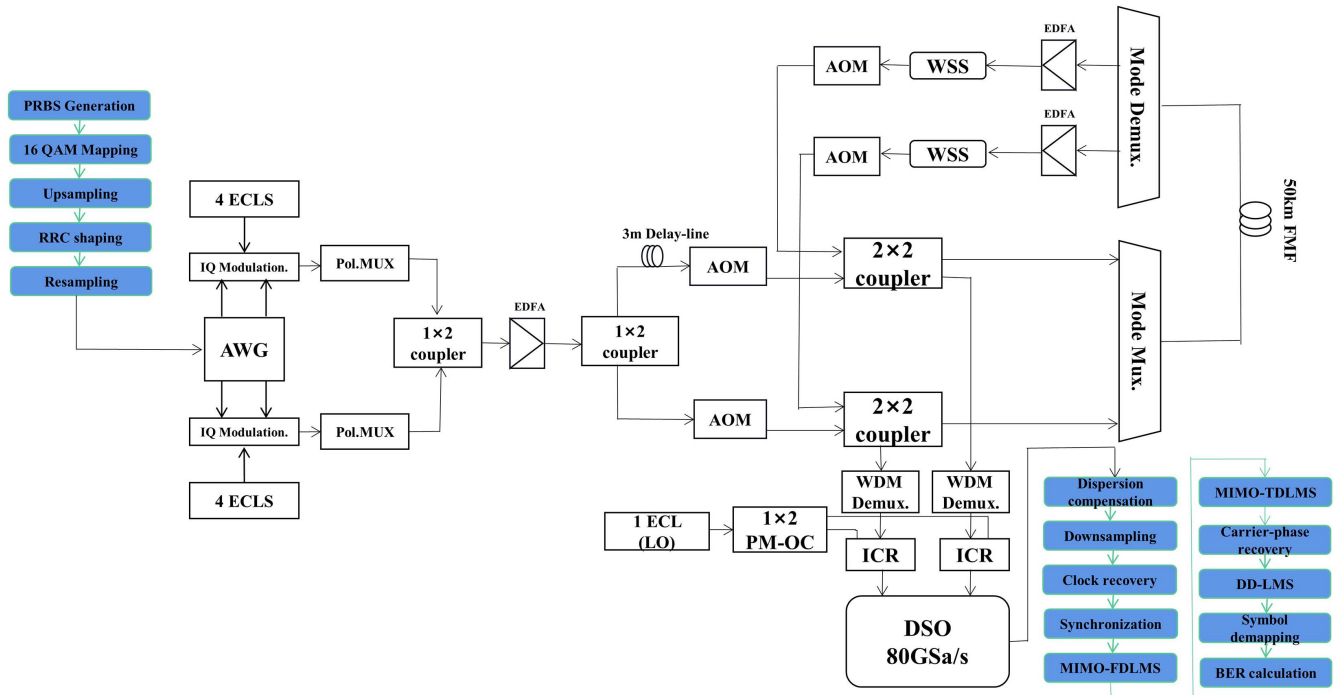 PRBS Generation
16 QAM Mapping
Upsampling
RRC shaping
Resampling
4 ECLS
IQ Modulation.
Pol.MUX
AWG
IQ Modulation.
Pol.MUX
4 ECLS
1×2
coupler
EDFA
1×2
coupler
3m Delay-line
AOM
AOM
AOM
WSS
EDFA
AOM
WSS
EDFA
Mode Demux.
50km FMF
2×2
coupler
2×2
coupler
Mode Mux.
WDM
Demux.
WDM
Demux.
1 ECL
(LO)
1×2
PM-OC
ICR
ICR
DSO
80GSa/s
Dispersion
compensation
Downsampling
Clock recovery
Synchronization
MIMO-FDLMS
MIMO-TDLMS
Carrier-phase
recovery
DD-LMS
Symbol
demapping
BER calculation